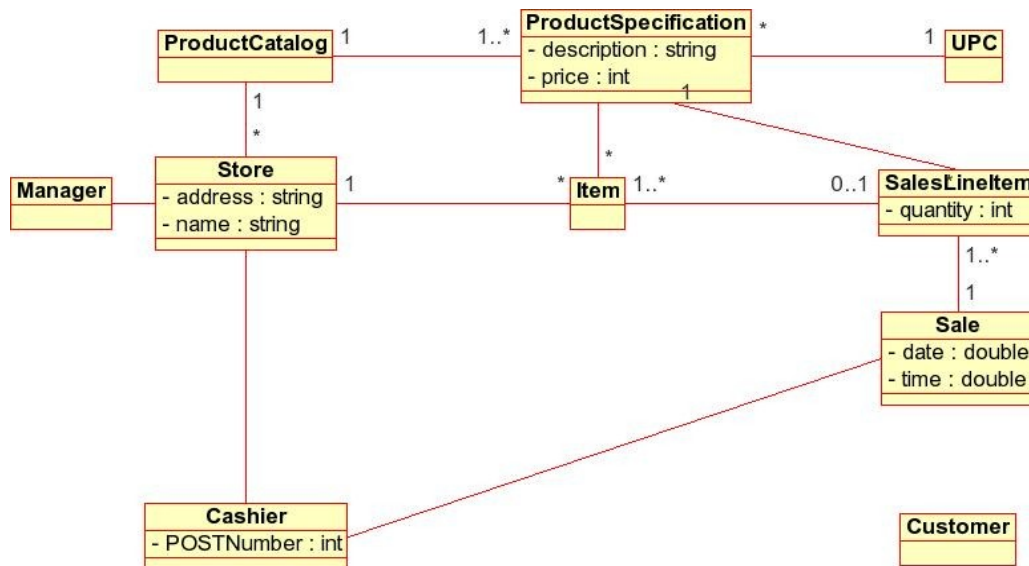 ProductCatalog
1
1..*
ProductSpecification
- description : string
- price : int
*
1
UPC
1
1
*
*
Manager
Store
- address : string
- name : string
1
*
Item
1..*
0..1
SalesLineItem
*
- quantity : int
1..*
1
Sale
- date : double
- time : double
Cashier
- POSTNumber : int
Customer